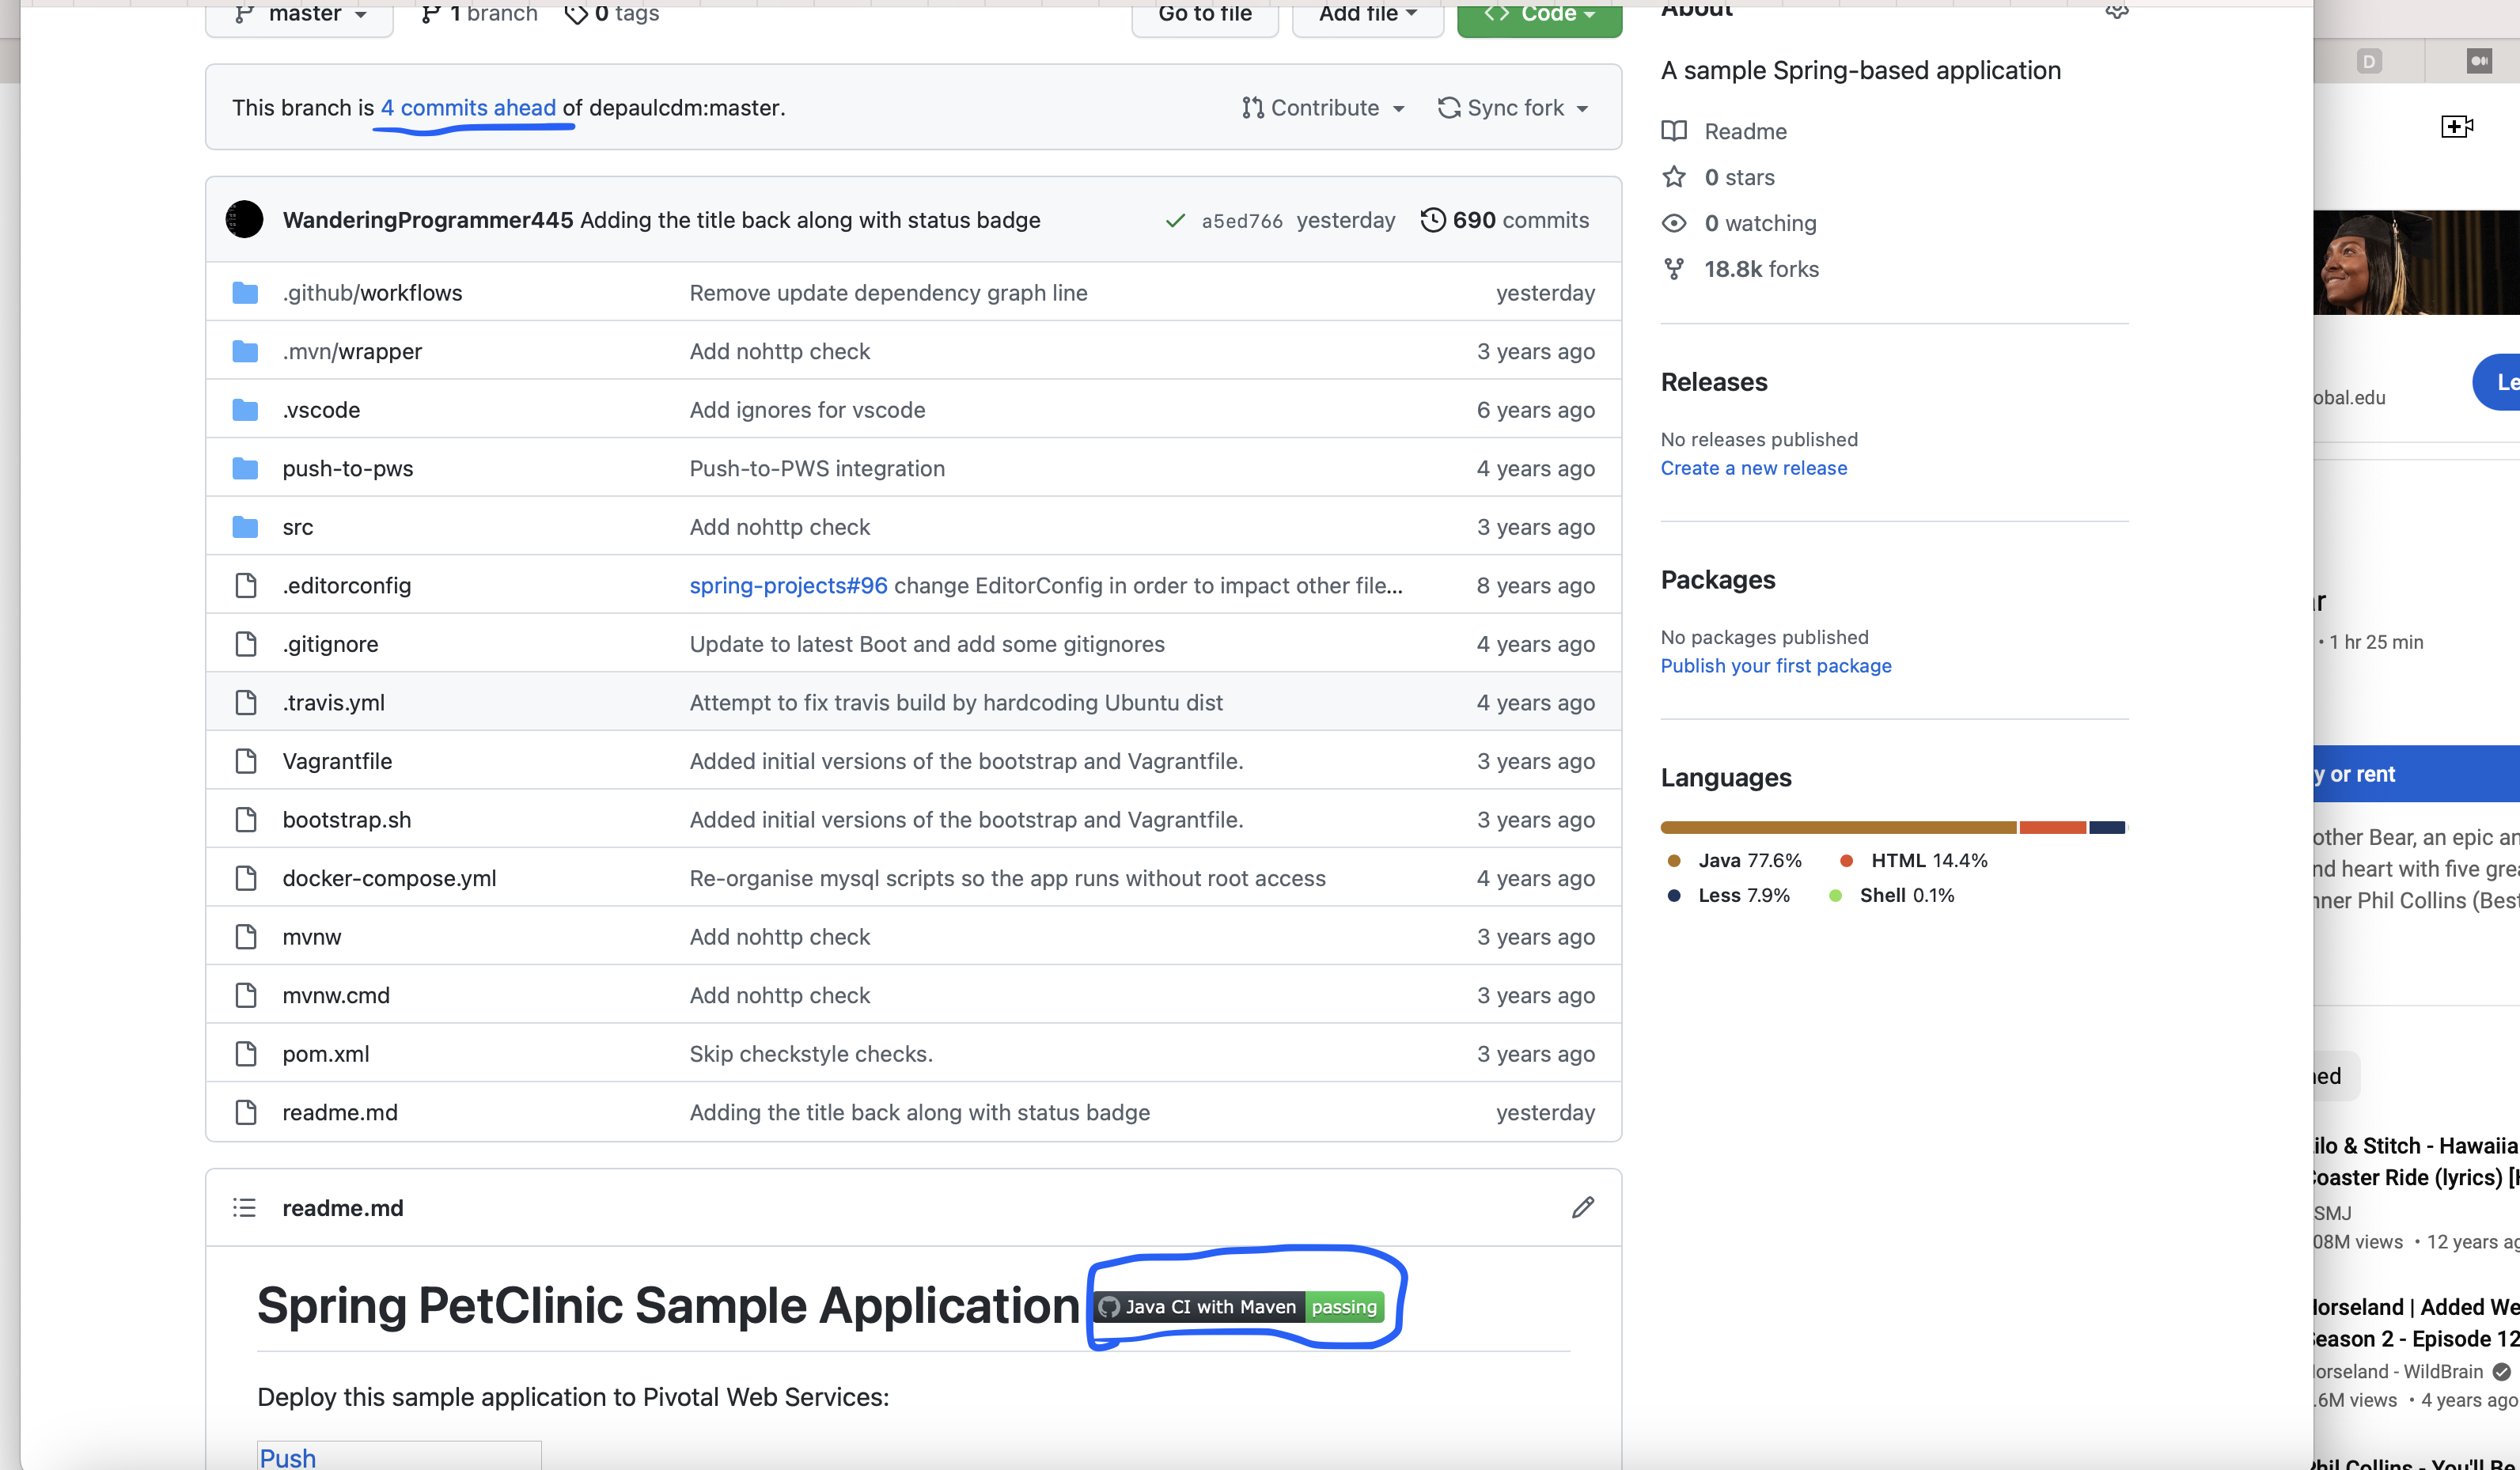 master 1 branch 0 tags Go to file Add file Code
This branch is 4 commits ahead of depaulcdm:master. Contribute Sync fork
WanderingProgrammer445 Adding the title back along with status badge a5ed766 yesterday 690 commits
.github/workflows Remove update dependency graph line yesterday
.mvn/wrapper Add nohttp check 3 years ago
.vscode Add ignores for vscode 6 years ago
push-to-pws Push-to-PWS integration 4 years ago
src Add nohttp check 3 years ago
.editorconfig spring-projects#96 change EditorConfig in order to impact other file... 8 years ago
.gitignore Update to latest Boot and add some gitignores 4 years ago
.travis.yml Attempt to fix travis build by hardcoding Ubuntu dist 4 years ago
Vagrantfile Added initial versions of the bootstrap and Vagrantfile. 3 years ago
bootstrap.sh Added initial versions of the bootstrap and Vagrantfile. 3 years ago
docker-compose.yml Re-organise mysql scripts so the app runs without root access 4 years ago
mvnw Add nohttp check 3 years ago
mvnw.cmd Add nohttp check 3 years ago
pom.xml Skip checkstyle checks. 3 years ago
readme.md Adding the title back along with status badge yesterday
readme.md
Spring PetClinic Sample Application Java CI with Maven passing
Deploy this sample application to Pivotal Web Services:
Push
About
A sample Spring-based application
Readme
0 stars
0 watching
18.8k forks
Releases
No releases published
Create a new release
Packages
No packages published
Publish your first package
Languages
Java 77.6% HTML 14.4%
Less 7.9% Shell 0.1%
D
obal.edu Le
r
• 1 hr 25 min
y or rent
other Bear, an epic an
nd heart with five grea
nner Phil Collins (Best
ned
Lilo & Stitch - Hawaiia
Coaster Ride (lyrics) [H
SMJ
08M views • 12 years ag
Horseland | Added We
Season 2 - Episode 12
Horseland - WildBrain
.6M views • 4 years ago
Phil Collins - You'll Be